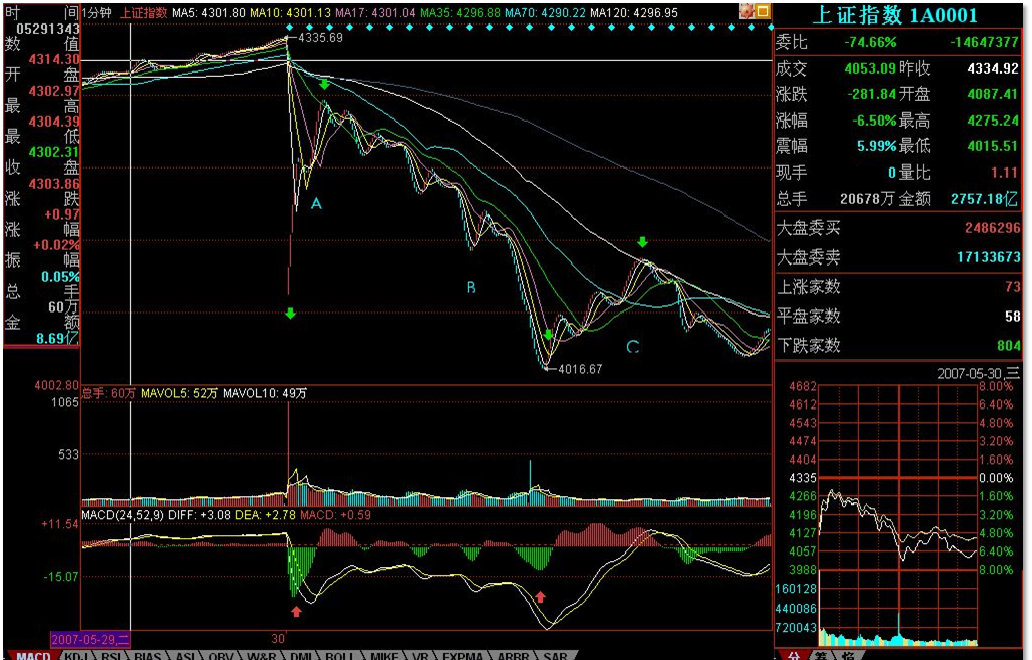 时 间 1分钟 上证指数 MA5: 4301.80 MA10: 4301.13 MA17: 4301.04 MA35: 4296.88 MA70: 4290.22 MA120: 4296.95
05291343
数 值
4314.30
开 盘
4302.97
最 高
4304.39
最 低
4302.31
收 盘
4303.86
涨 跌
+0.97
涨 幅
+0.02%
振 幅
0.05%
总 手
60万
金 额
8.69亿
4335.69
A
B
C
4016.67
4002.80
总手: 60万 MAVOL5: 52万 MAVOL10: 49万
1065
533
MACD(24,52,9) DIFF: +3.08 DEA: +2.78 MACD: +0.59
+11.54
-15.07
2007-05-29,二
30
MACD KDJ RSI BIAS ASI OBV W&R DMI BOLL MIKE VR EXPMA ARBR SAR
上证指数 1A0001
委比 -74.66% -14647377
成交 4053.09 昨收 4334.92
涨跌 -281.84 开盘 4087.41
涨幅 -6.50% 最高 4275.24
震幅 5.99% 最低 4015.51
现手 0 量比 1.11
总手 20678万 金额 2757.18亿
大盘委买 2486296
大盘委卖 17133673
上涨家数 73
平盘家数 58
下跌家数 804
2007-05-30,三
4682 8.00%
4612 6.40%
4543 4.80%
4474 3.20%
4404 1.60%
4335 0.00%
4266 1.60%
4196 3.20%
4127 4.80%
4057 6.40%
3988 8.00%
160128
440086
720043
分 筹